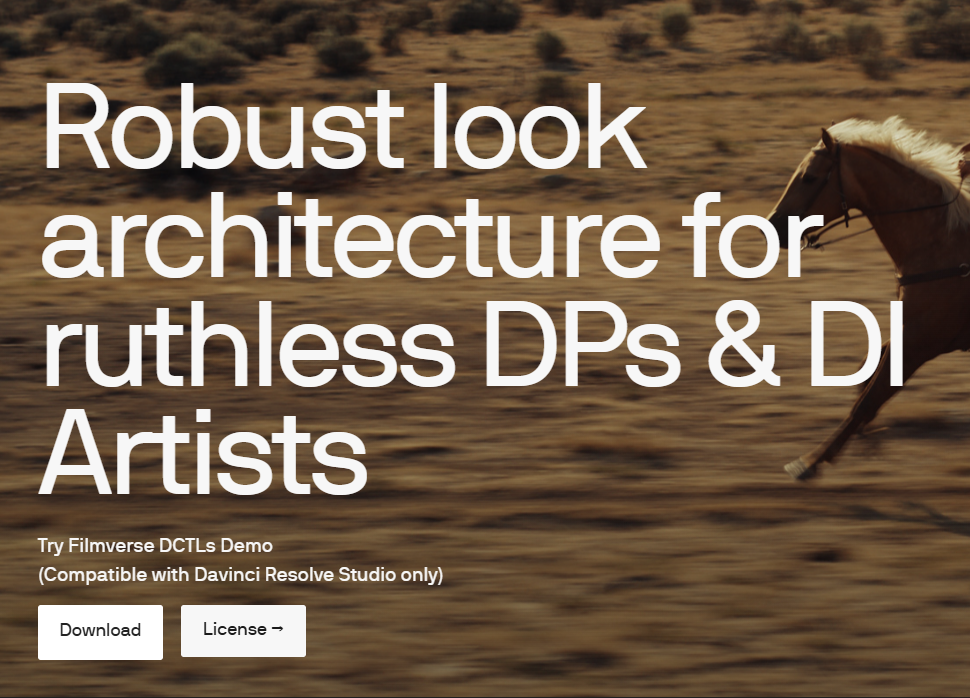 Robust look
architecture for
ruthless DPs & DI
Artists
Try Filmverse DCTLs Demo
(Compatible with Davinci Resolve Studio only)
Download
License →